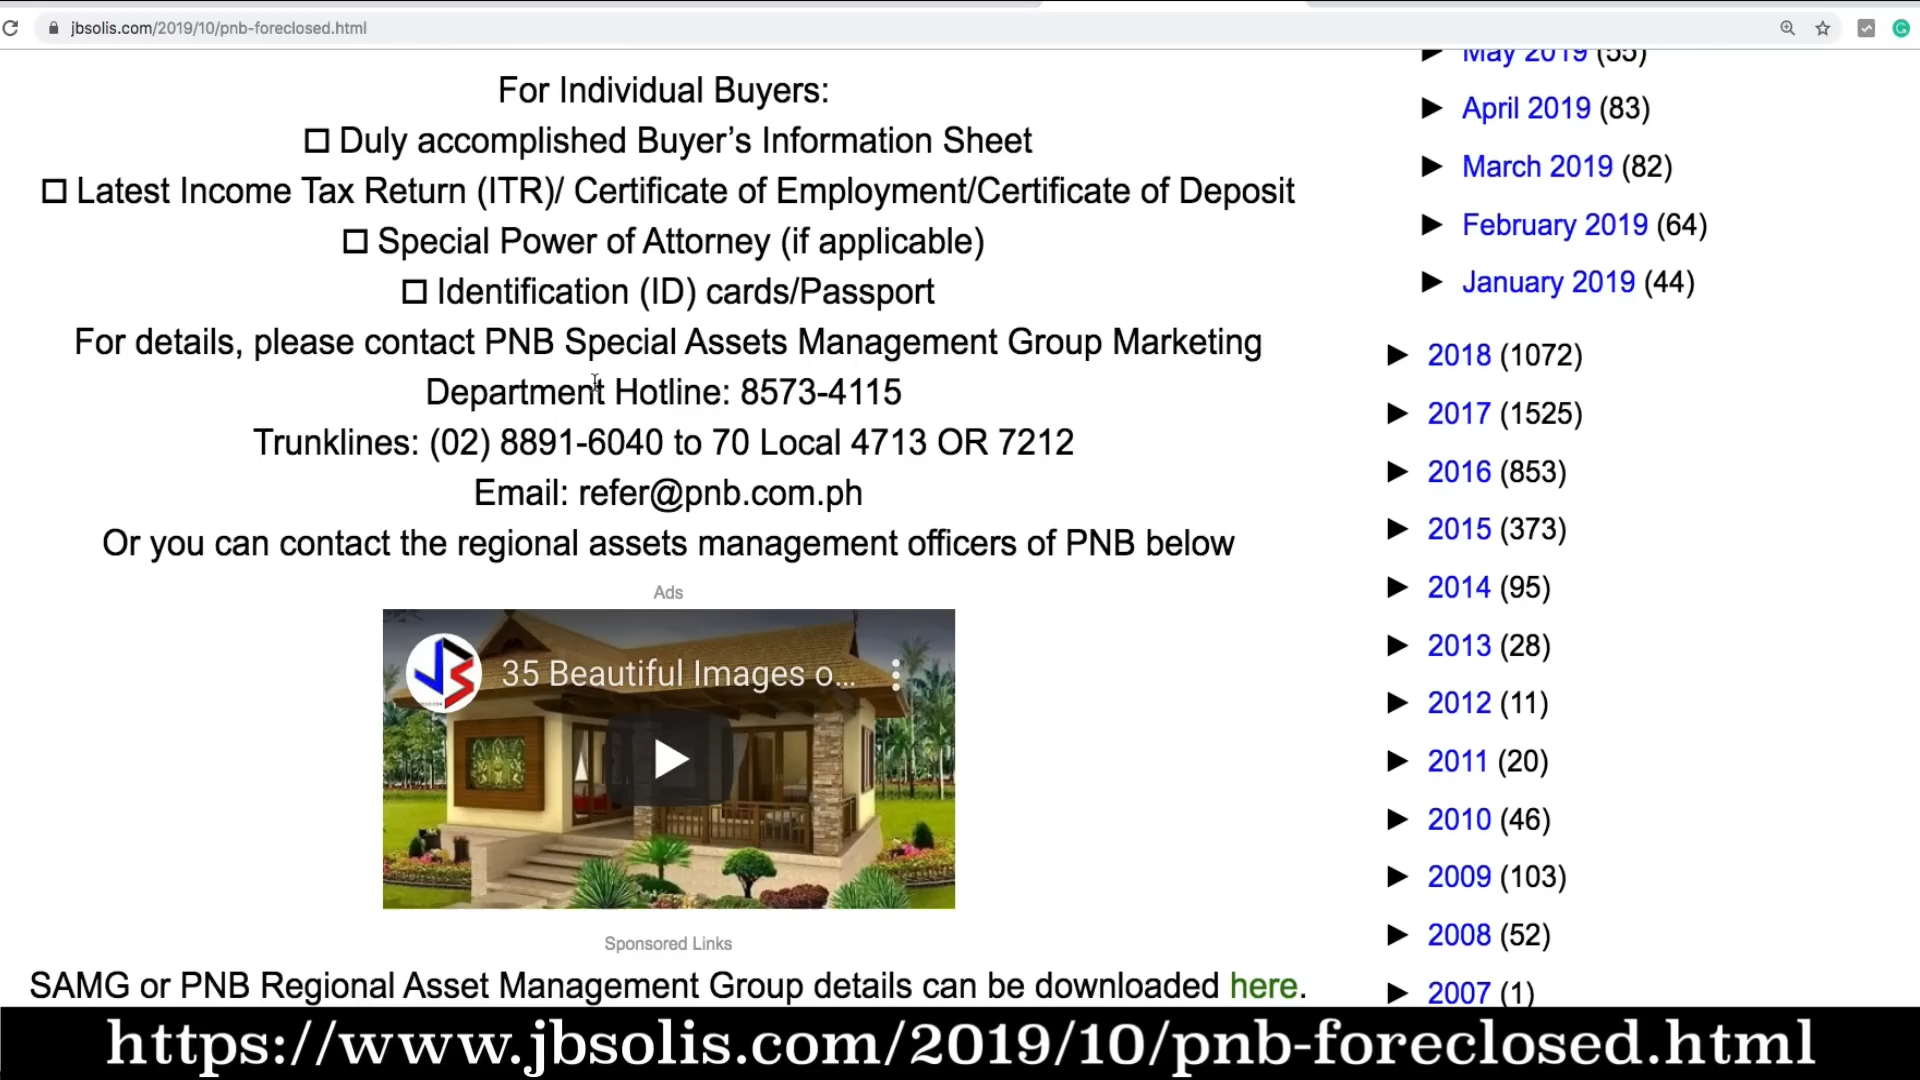 jbsolis.com/2019/10/pnb-foreclosed.html
For Individual Buyers:
Duly accomplished Buyer’s Information Sheet
Latest Income Tax Return (ITR)/ Certificate of Employment/Certificate of Deposit
Special Power of Attorney (if applicable)
Identification (ID) cards/Passport
For details, please contact PNB Special Assets Management Group Marketing
Department Hotline: 8573-4115
Trunklines: (02) 8891-6040 to 70 Local 4713 OR 7212
Email: refer@pnb.com.ph
Or you can contact the regional assets management officers of PNB below
Ads
35 Beautiful Images o...
Sponsored Links
SAMG or PNB Regional Asset Management Group details can be downloaded here.
May 2019 (55)
April 2019 (83)
March 2019 (82)
February 2019 (64)
January 2019 (44)
2018 (1072)
2017 (1525)
2016 (853)
2015 (373)
2014 (95)
2013 (28)
2012 (11)
2011 (20)
2010 (46)
2009 (103)
2008 (52)
2007 (1)
https://www.jbsolis.com/2019/10/pnb-foreclosed.html